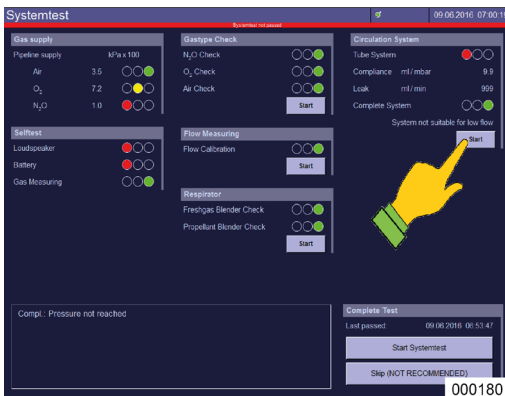 Systemtest
09.06.2016 07:00:19
Systemtest not passed
Gas supply
Pipeline supply kPa x 100
Air 3.5
O₂ 7.2
N₂O 1.0
Selftest
Loudspeaker
Battery
Gas Measuring
Gastype Check
N₂O Check
O₂ Check
Air Check
Start
Flow Measuring
Flow Calibration
Start
Respirator
Freshgas Blender Check
Propellant Blender Check
Start
Circulation System
Tube System
Compliance ml / mbar 9.9
Leak ml / min 999
Complete System
System not suitable for low flow
Start
Compl.: Pressure not reached
Complete Test
Last passed: 09.06.2016 06:53:47
Start Systemtest
Skip (NOT RECOMMENDED)
000180